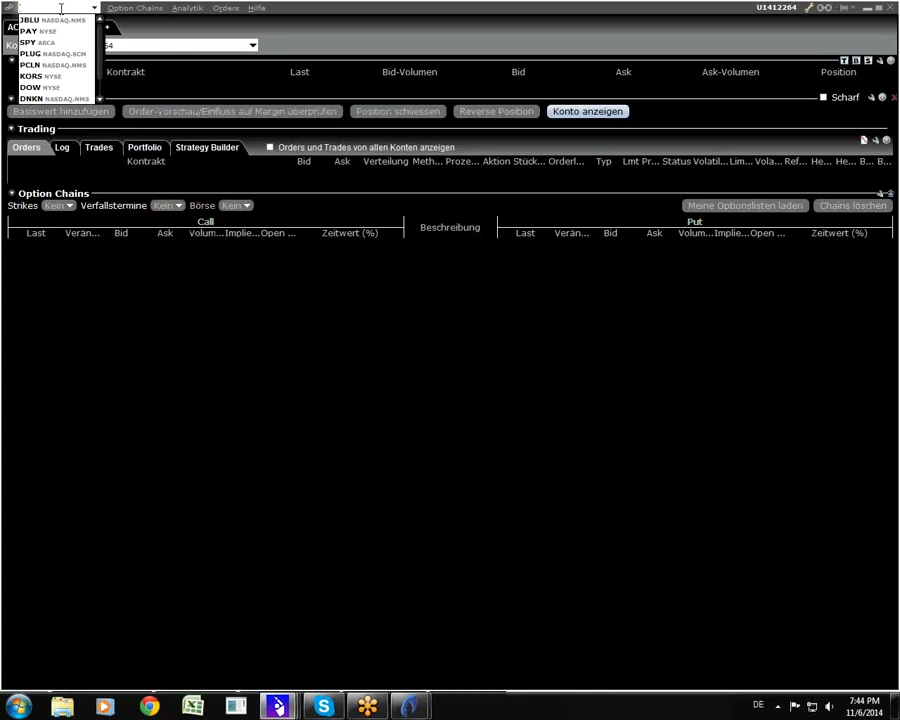 Option Chains Analytik Orders Hilfe U1412264
JBLU NASDAQ.NMS
PAY NYSE
SPY ARCA
PLUG NASDAQ.SCM
PCLN NASDAQ.NMS
KORS NYSE
DOW NYSE
DNKN NASDAQ.NMS
AC
+
Ko 64
T B S
Kontrakt Last Bid-Volumen Bid Ask Ask-Volumen Position
Scharf
Basiswert hinzufügen Order-Vorschau/Einfluss auf Margin überprüfen Position schliessen Reverse Position Konto anzeigen
Trading
Orders Log Trades Portfolio Strategy Builder Orders und Trades von allen Konten anzeigen
Kontrakt Bid Ask Verteilung Meth... Proze... Aktion Stück... Orderl... Typ Lmt Pr... Status Volatil... Lim... Vola... Ref... He... He... B... B...
Option Chains
Strikes Kein Verfallstermine Kein Börse Kein Meine Optionslisten laden Chains löschen
Call Beschreibung Put
Last Verän... Bid Ask Volum... Implie... Open ... Zeitwert (%) Last Verän... Bid Ask Volum... Implie... Open ... Zeitwert (%)
DE
7:44 PM
11/6/2014